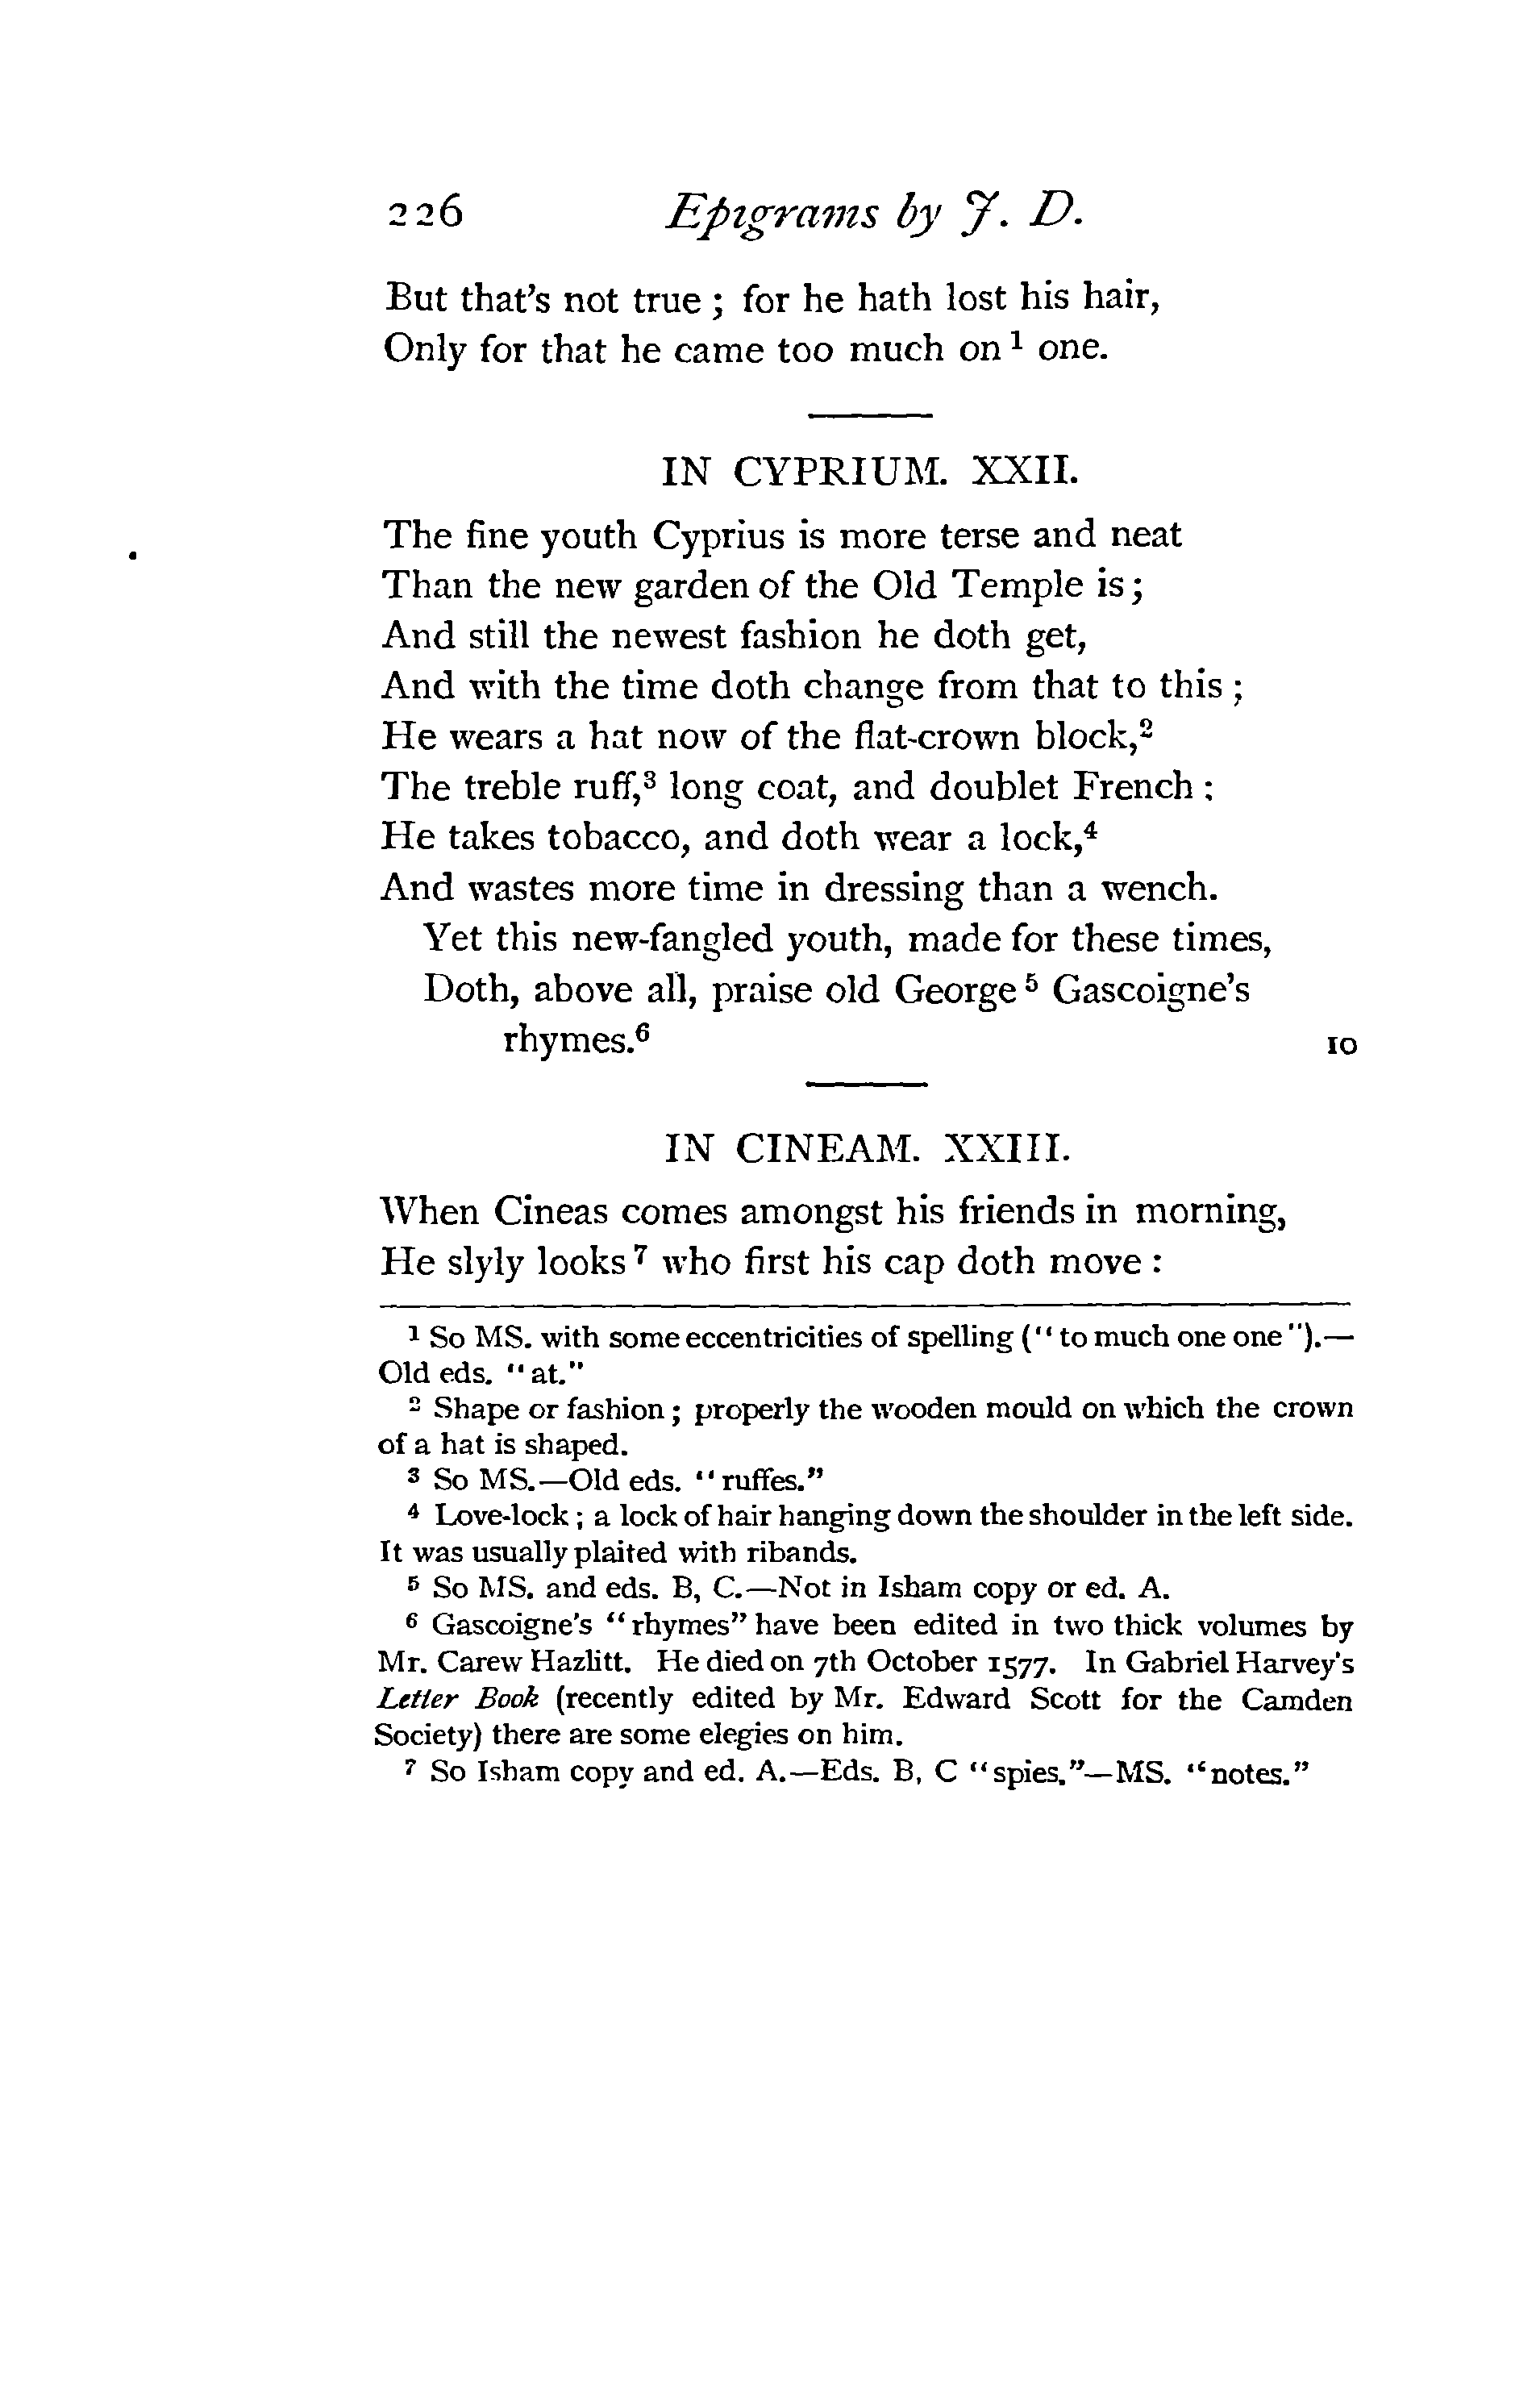 226 Epigrams by J. D.
But that's not true ; for he hath lost his hair,
Only for that he came too much on ¹ one.
IN CYPRIUM. XXII.
The fine youth Cyprius is more terse and neat
Than the new garden of the Old Temple is ;
And still the newest fashion he doth get,
And with the time doth change from that to this ;
He wears a hat now of the flat-crown block,²
The treble ruff,³ long coat, and doublet French :
He takes tobacco, and doth wear a lock,⁴
And wastes more time in dressing than a wench.
Yet this new-fangled youth, made for these times,
Doth, above all, praise old George ⁵ Gascoigne's
rhymes.⁶ 10
IN CINEAM. XXIII.
When Cineas comes amongst his friends in morning,
He slyly looks ⁷ who first his cap doth move :
¹ So MS. with some eccentricities of spelling ("to much one one").—
Old eds. "at."
² Shape or fashion ; properly the wooden mould on which the crown
of a hat is shaped.
³ So MS.—Old eds. "ruffes."
⁴ Love-lock ; a lock of hair hanging down the shoulder in the left side.
It was usually plaited with ribands.
⁵ So MS. and eds. B, C.—Not in Isham copy or ed. A.
⁶ Gascoigne's "rhymes" have been edited in two thick volumes by
Mr. Carew Hazlitt. He died on 7th October 1577. In Gabriel Harvey's
Letter Book (recently edited by Mr. Edward Scott for the Camden
Society) there are some elegies on him.
⁷ So Isham copy and ed. A.—Eds. B, C "spies."—MS. "notes."